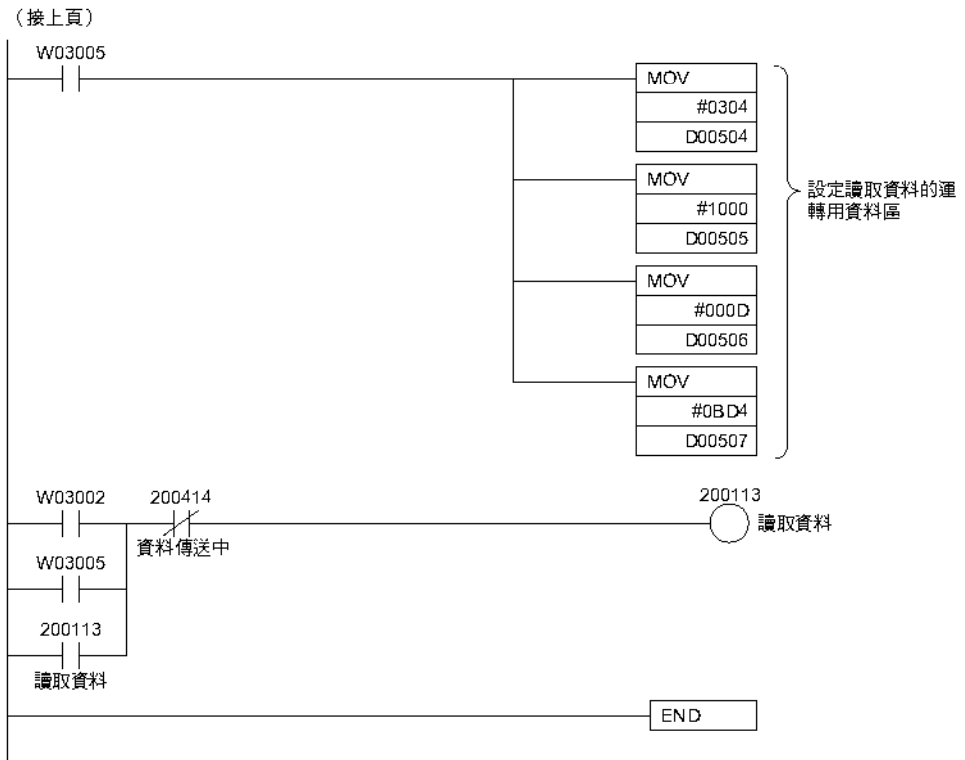 （接上頁）
W03005
MOV
#0304
D00504
MOV
#1000
D00505
MOV
#000D
D00506
MOV
#0BD4
D00507
設定讀取資料的運
轉用資料區
W03002
200414
資料傳送中
200113
讀取資料
W03005
200113
讀取資料
END